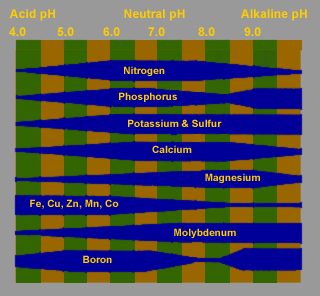 Acid pH Neutral pH Alkaline pH
4.0 5.0 6.0 7.0 8.0 9.0
Nitrogen
Phosphorus
Potassium & Sulfur
Calcium
Magnesium
Fe, Cu, Zn, Mn, Co
Molybdenum
Boron